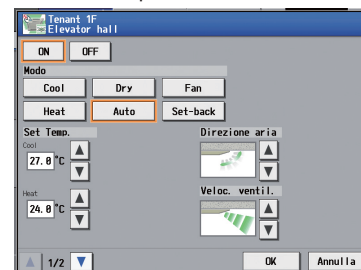 Tenant 1F
Elevator hall
ON OFF
Modo
Cool Dry Fan
Heat Auto Set-back
Set Temp. Direzione aria
Cool
27.0 °C
Heat Veloc. ventil.
24.0 °C
1/2 OK Annulla